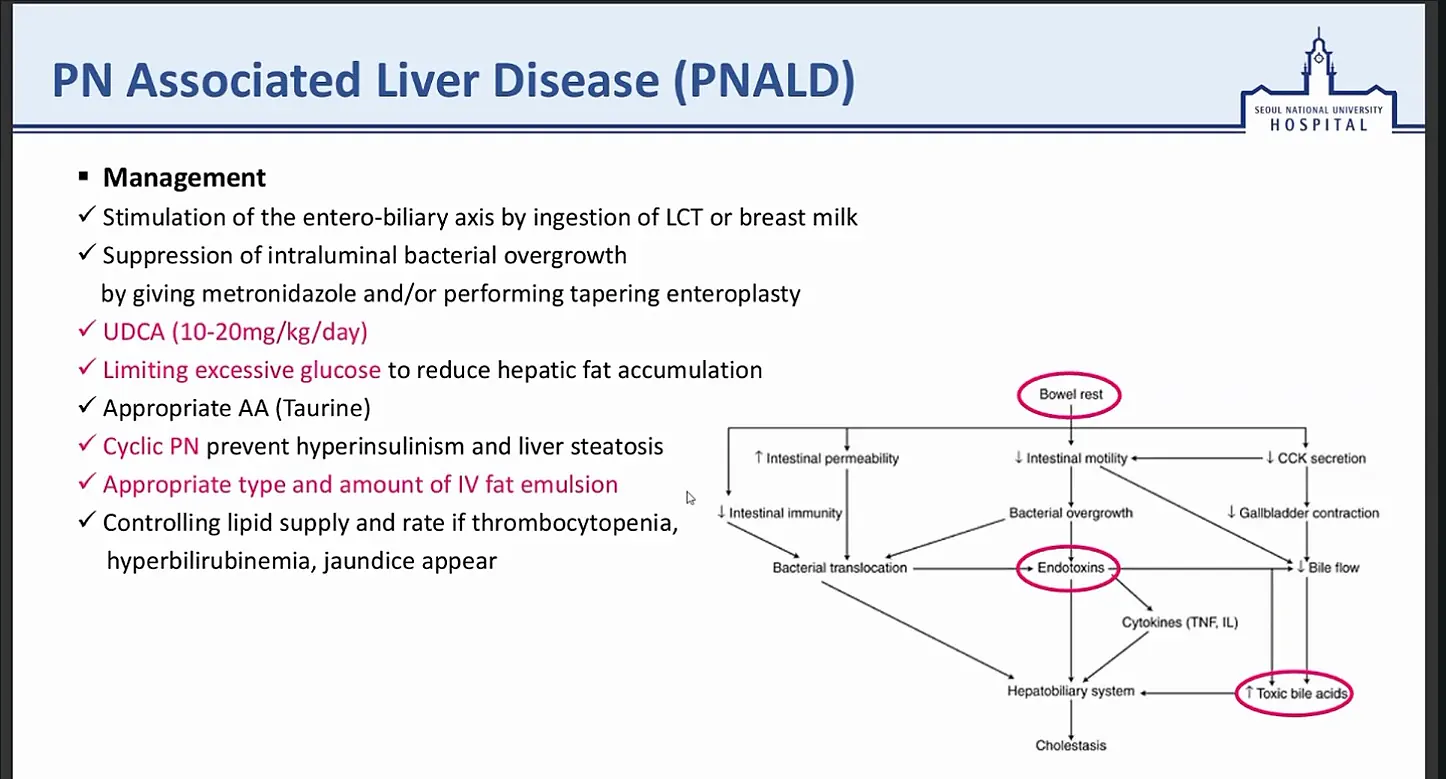 PN Associated Liver Disease (PNALD)
SEOUL NATIONAL UNIVERSITY
HOSPITAL
▪ Management
✓ Stimulation of the entero-biliary axis by ingestion of LCT or breast milk
✓ Suppression of intraluminal bacterial overgrowth
by giving metronidazole and/or performing tapering enteroplasty
✓ UDCA (10-20mg/kg/day)
✓ Limiting excessive glucose to reduce hepatic fat accumulation
✓ Appropriate AA (Taurine)
✓ Cyclic PN prevent hyperinsulinism and liver steatosis
✓ Appropriate type and amount of IV fat emulsion
✓ Controlling lipid supply and rate if thrombocytopenia,
hyperbilirubinemia, jaundice appear
Bowel rest
↑ Intestinal permeability
↓ Intestinal motility
↓ CCK secretion
↓ Intestinal immunity
Bacterial overgrowth
↓ Gallbladder contraction
Bacterial translocation
Endotoxins
↓ Bile flow
Cytokines (TNF, IL)
Hepatobiliary system
↑ Toxic bile acids
Cholestasis